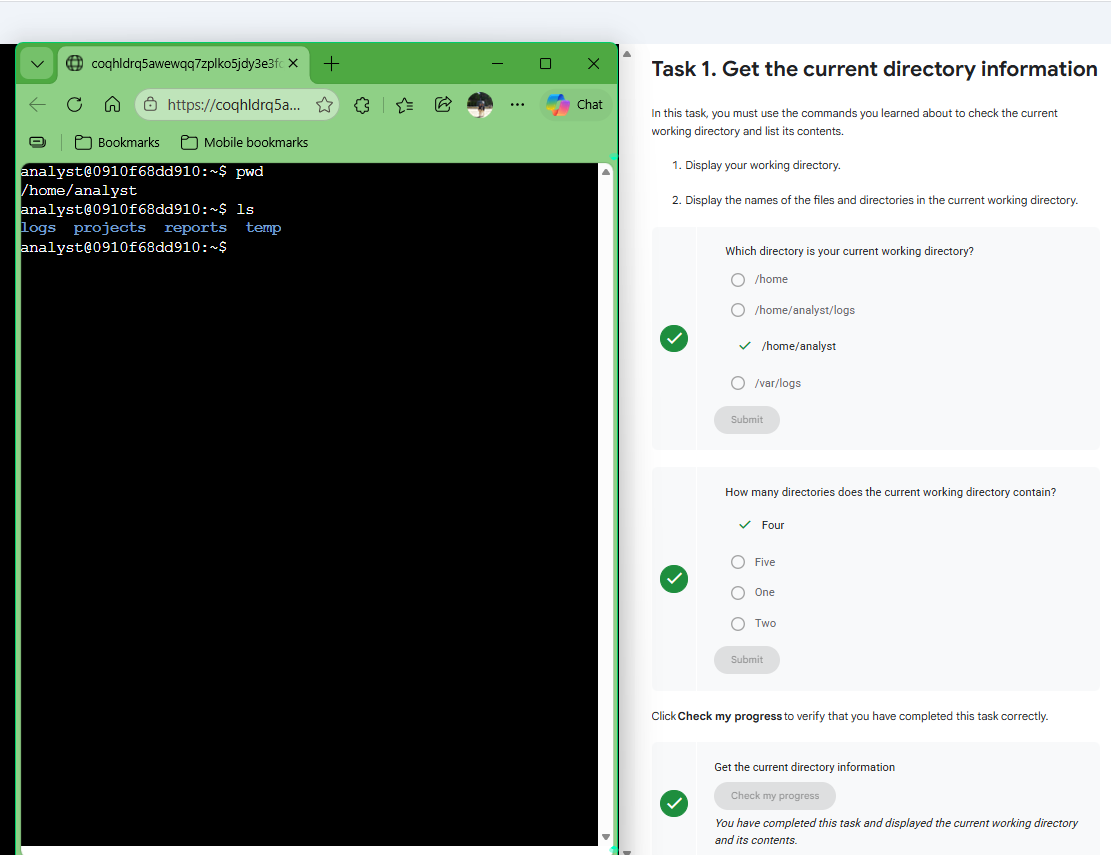 coqhldrq5awewqq7zplko5jdy3e3fc
https://coqhldrq5a...
Chat
Bookmarks
Mobile bookmarks
analyst@0910f68dd910:~$ pwd
/home/analyst
analyst@0910f68dd910:~$ ls
logs projects reports temp
analyst@0910f68dd910:~$
Task 1. Get the current directory information
In this task, you must use the commands you learned about to check the current
working directory and list its contents.
1. Display your working directory.
2. Display the names of the files and directories in the current working directory.
Which directory is your current working directory?
/home
/home/analyst/logs
/home/analyst
/var/logs
Submit
How many directories does the current working directory contain?
Four
Five
One
Two
Submit
Click Check my progress to verify that you have completed this task correctly.
Get the current directory information
Check my progress
You have completed this task and displayed the current working directory
and its contents.